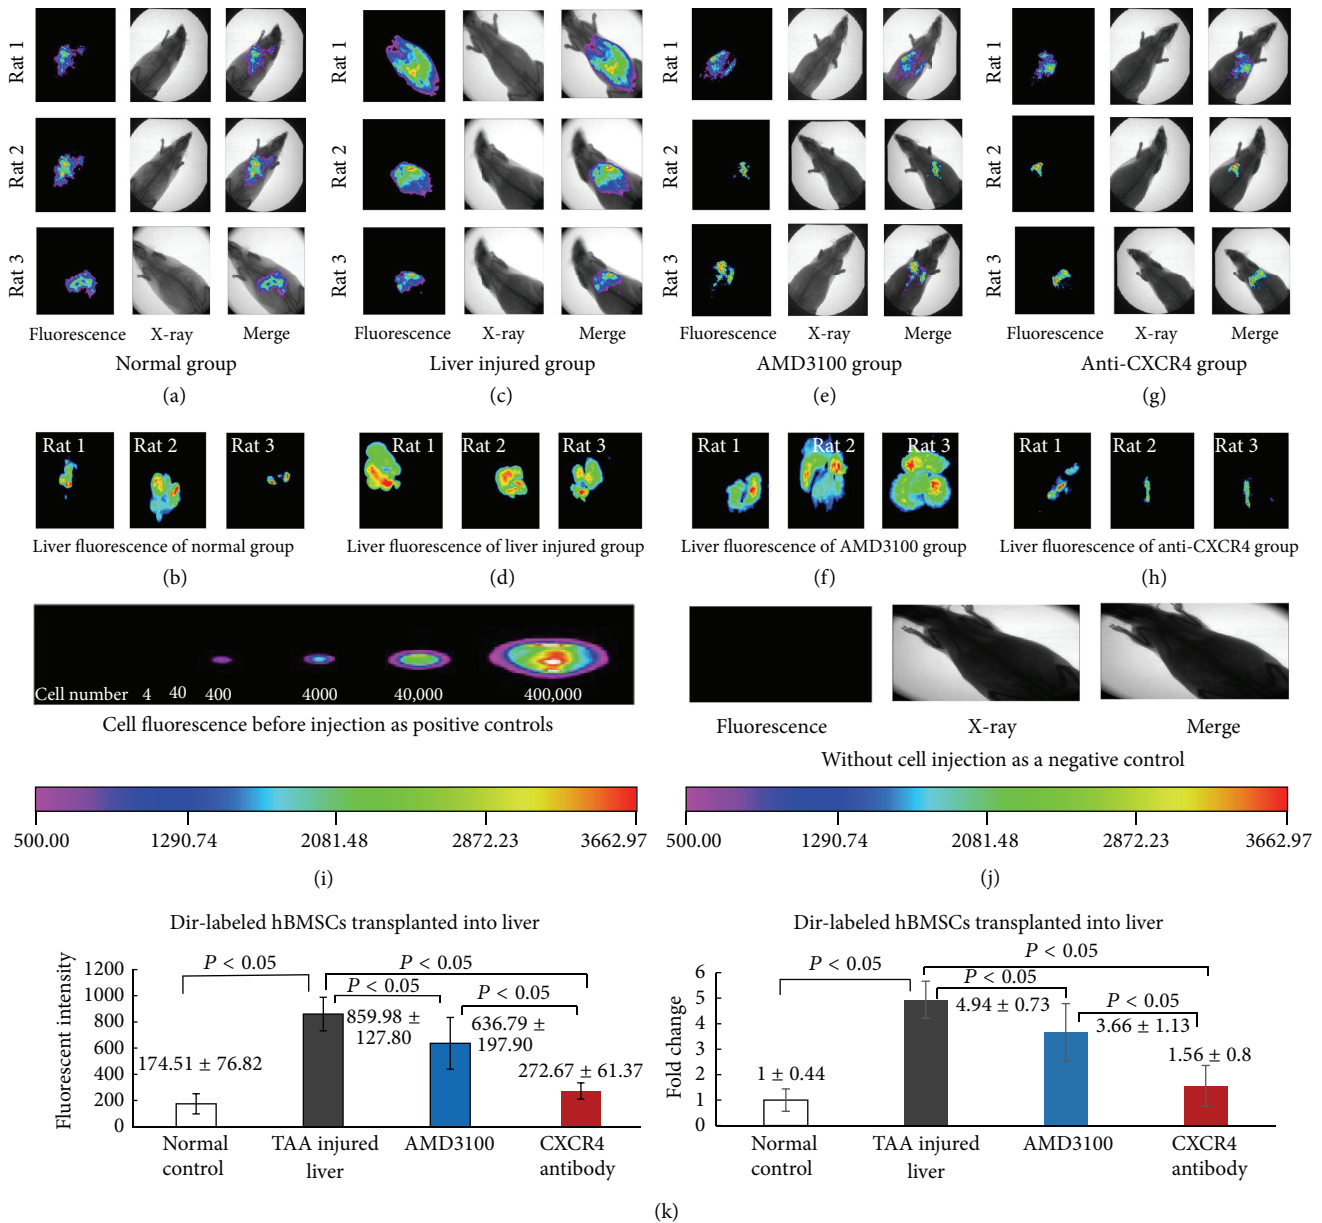 Rat 1
Rat 2
Rat 3
Fluorescence X-ray Merge
Normal group
(a)
Rat 1
Rat 2
Rat 3
Fluorescence X-ray Merge
Liver injured group
(c)
Rat 1
Rat 2
Rat 3
Fluorescence X-ray Merge
AMD3100 group
(e)
Rat 1
Rat 2
Rat 3
Fluorescence X-ray Merge
Anti-CXCR4 group
(g)
Rat 1 Rat 2 Rat 3
Liver fluorescence of normal group
(b)
Rat 1 Rat 2 Rat 3
Liver fluorescence of liver injured group
(d)
Rat 1 Rat 2 Rat 3
Liver fluorescence of AMD3100 group
(f)
Rat 1 Rat 2 Rat 3
Liver fluorescence of anti-CXCR4 group
(h)
Cell number 4 40 400 4000 40,000 400,000
Cell fluorescence before injection as positive controls
500.00 1290.74 2081.48 2872.23 3662.97
(i)
Fluorescence X-ray Merge
Without cell injection as a negative control
500.00 1290.74 2081.48 2872.23 3662.97
(j)
Dir-labeled hBMSCs transplanted into liver
Fluorescent intensity
1200
1000
800
600
400
200
0
P < 0.05
P < 0.05
P < 0.05
P < 0.05
174.51 ± 76.82
859.98 ±
127.80
636.79 ±
197.90
272.67 ± 61.37
Normal
control
TAA injured
liver
AMD3100
CXCR4
antibody
Dir-labeled hBMSCs transplanted into liver
Fold change
6
5
4
3
2
1
0
P < 0.05
P < 0.05
P < 0.05
P < 0.05
1 ± 0.44
4.94 ± 0.73
3.66 ± 1.13
1.56 ± 0.8
Normal
control
TAA injured
liver
AMD3100
CXCR4
antibody
(k)